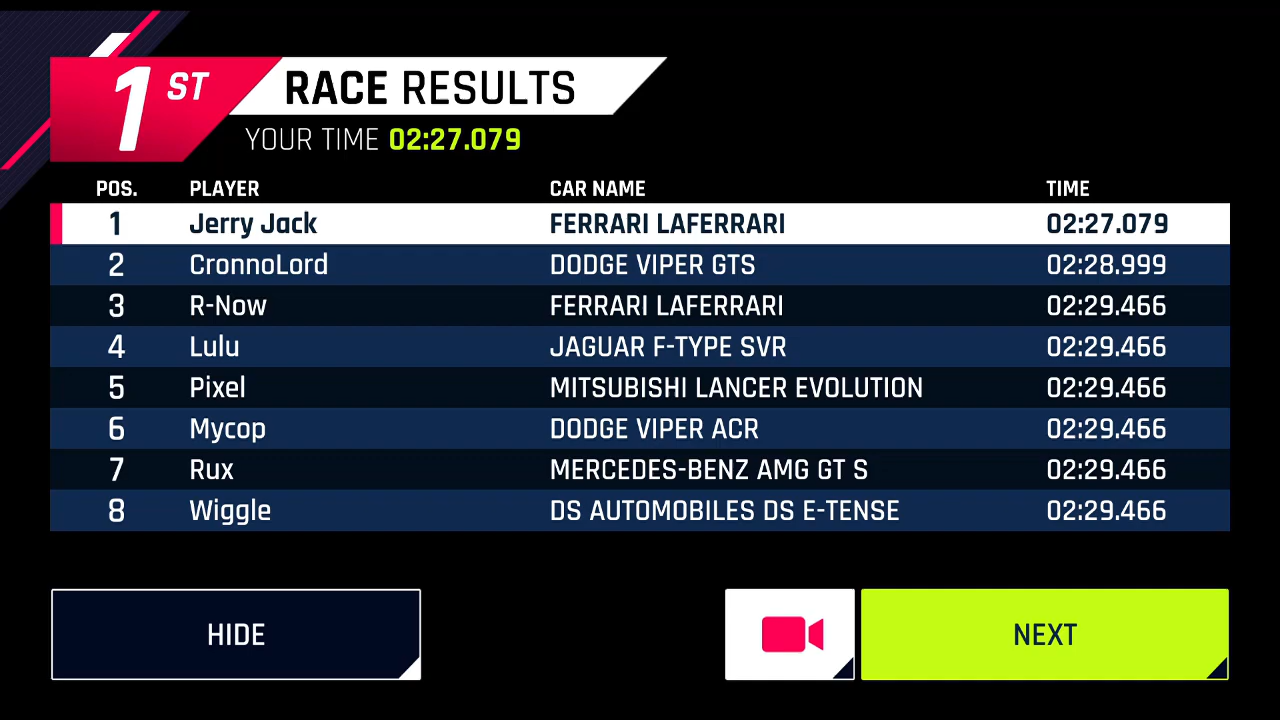 1ST RACE RESULTS
YOUR TIME 02:27.079
POS. PLAYER CAR NAME TIME
1 Jerry Jack FERRARI LAFERRARI 02:27.079
2 CronnoLord DODGE VIPER GTS 02:28.999
3 R-Now FERRARI LAFERRARI 02:29.466
4 Lulu JAGUAR F-TYPE SVR 02:29.466
5 Pixel MITSUBISHI LANCER EVOLUTION 02:29.466
6 Mycop DODGE VIPER ACR 02:29.466
7 Rux MERCEDES-BENZ AMG GT S 02:29.466
8 Wiggle DS AUTOMOBILES DS E-TENSE 02:29.466
HIDE NEXT